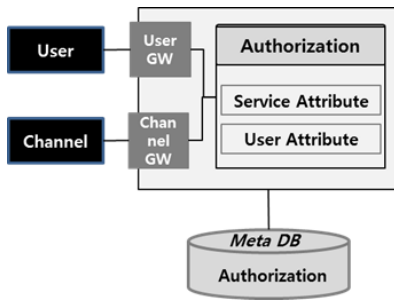 User
User
GW
Authorization
Service Attribute
User Attribute
Channel
Chan
nel
GW
Meta DB
Authorization